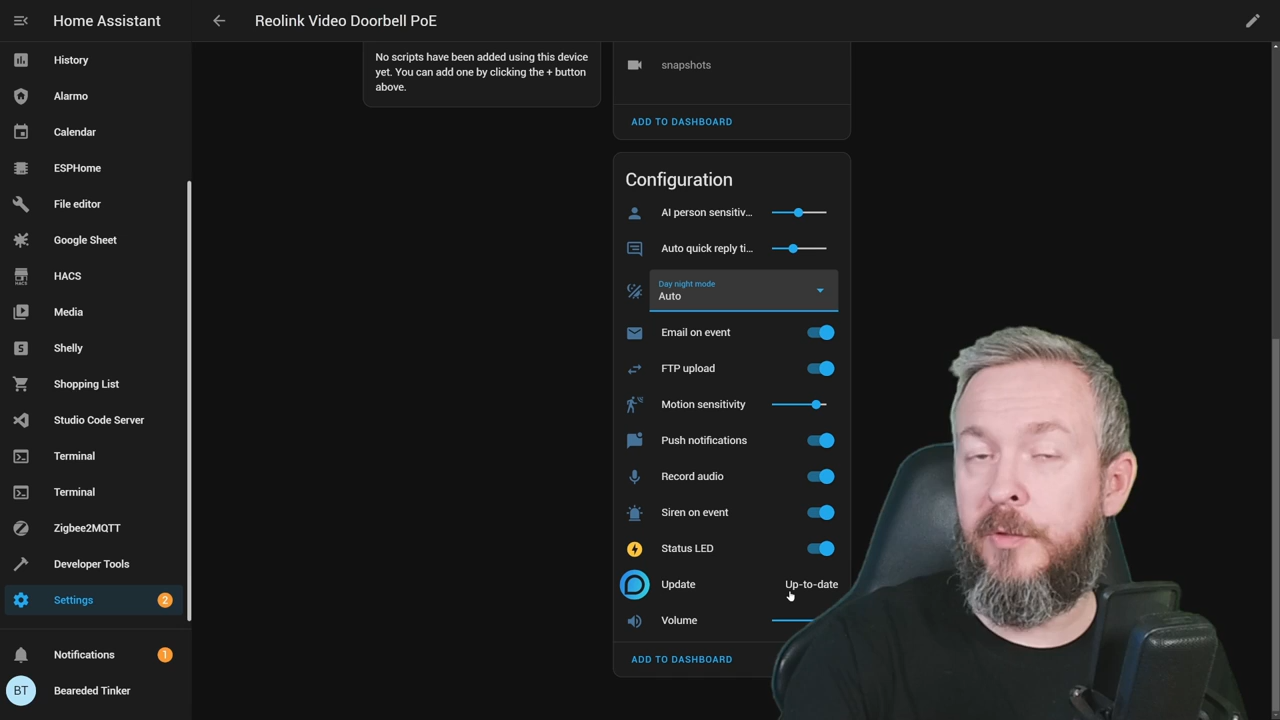 Home Assistant
Reolink Video Doorbell PoE
History
Alarmo
Calendar
ESPHome
File editor
Google Sheet
HACS
HACS
Media
Shelly
S
Shopping List
Studio Code Server
Terminal
Terminal
Zigbee2MQTT
Developer Tools
Settings
2
Notifications
1
BT
Beareded Tinker
No scripts have been added using this device
yet. You can add one by clicking the + button
above.
snapshots
ADD TO DASHBOARD
Configuration
AI person sensitiv...
Auto quick reply ti...
Day night mode
Auto
Email on event
FTP upload
Motion sensitivity
Push notifications
Record audio
Siren on event
Status LED
Update
Up-to-date
Volume
ADD TO DASHBOARD